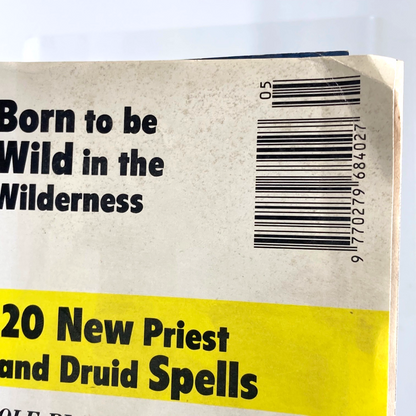 Born to be
Wild in the
Wilderness
05
9 770279 684027
20 New Priest
and Druid Spells